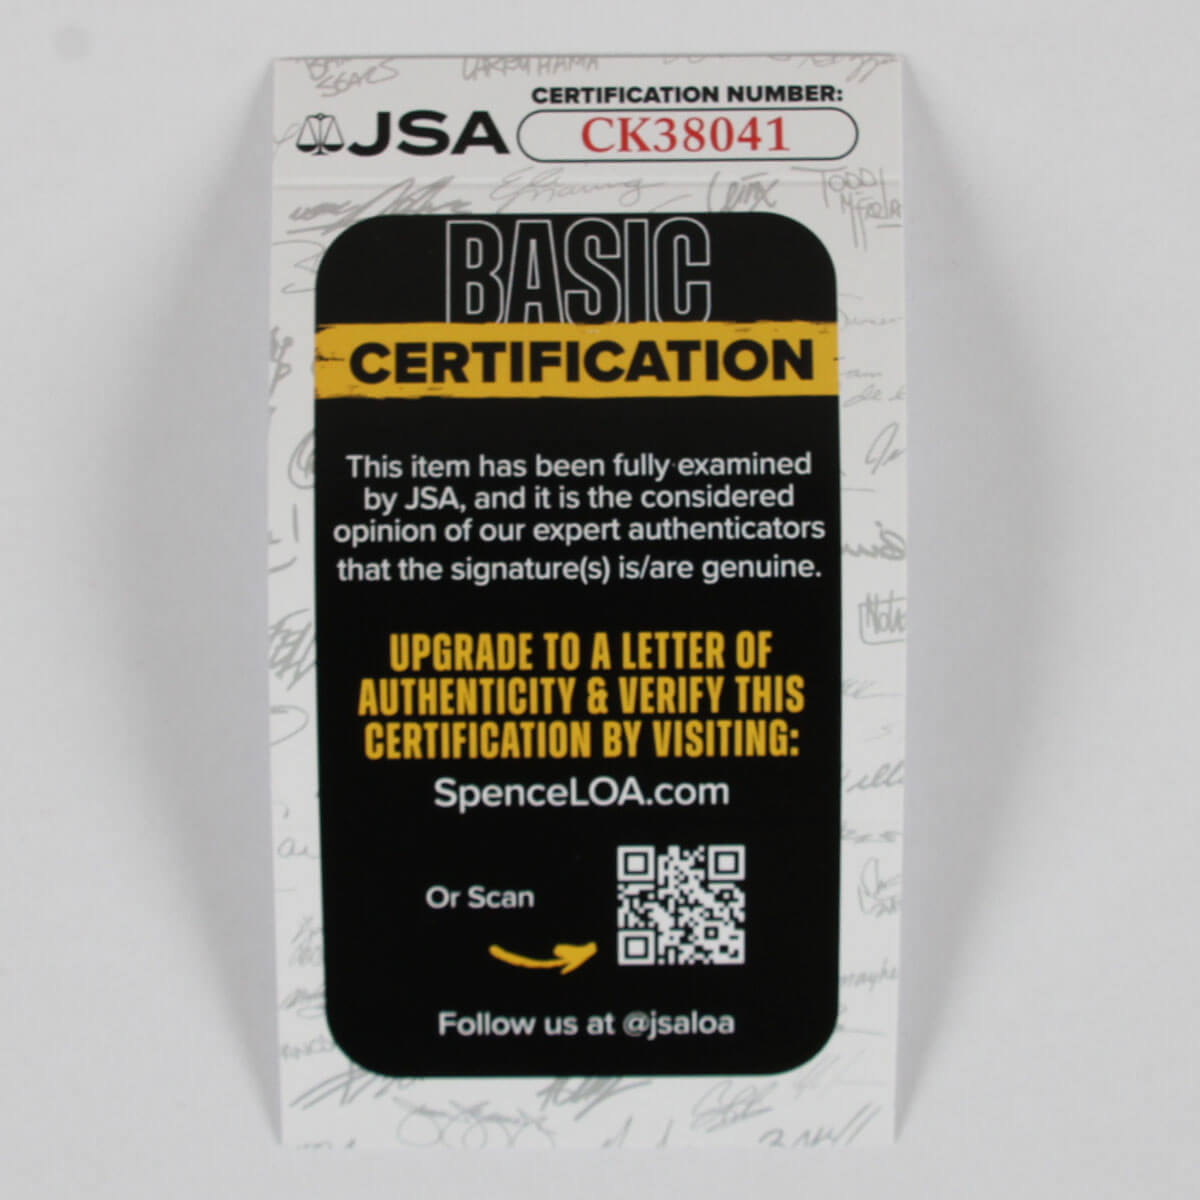 CERTIFICATION NUMBER:
JSA CK38041
BASIC
CERTIFICATION
This item has been fully examined
by JSA, and it is the considered
opinion of our expert authenticators
that the signature(s) is/are genuine.
UPGRADE TO A LETTER OF
AUTHENTICITY & VERIFY THIS
CERTIFICATION BY VISITING:
SpenceLOA.com
Or Scan
Follow us at @jsaloa